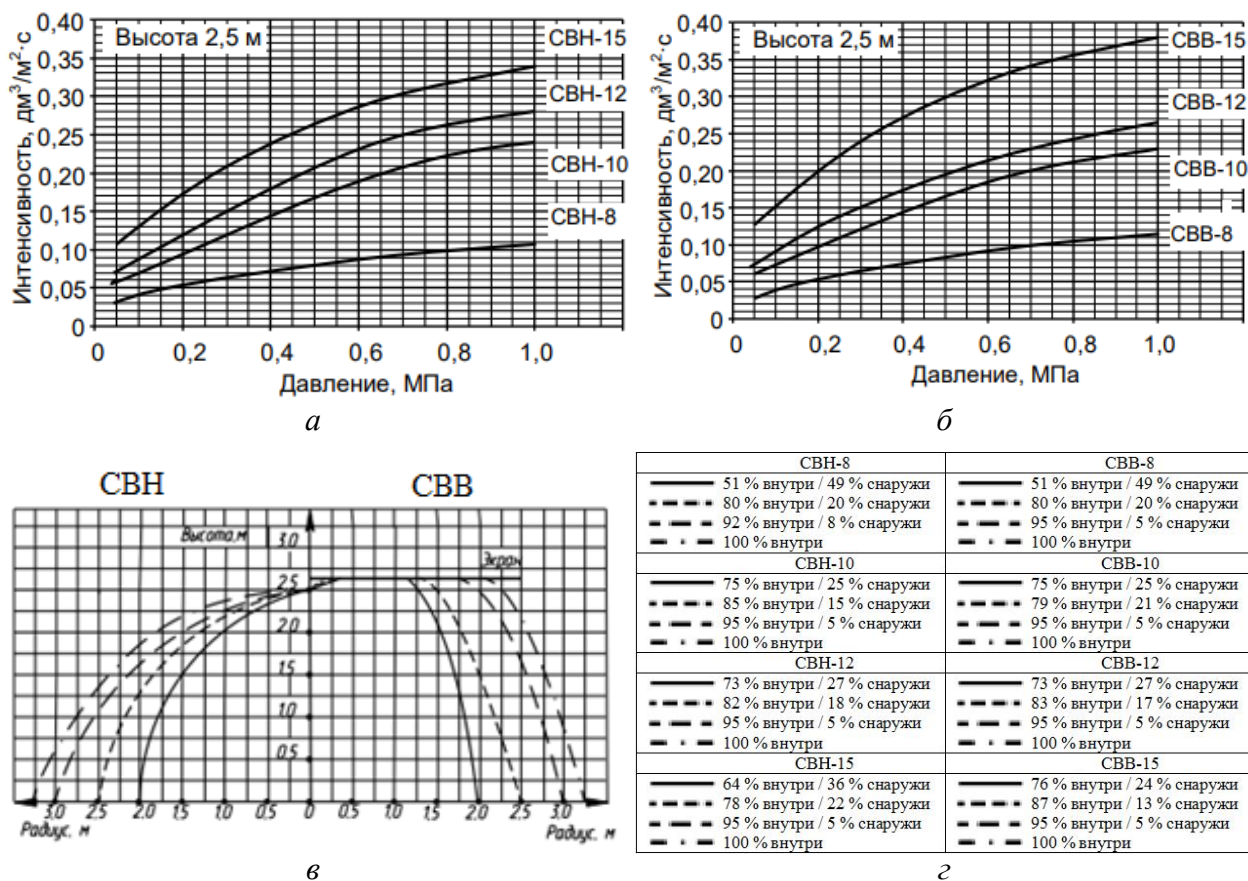 Интенсивность, дм³/м²·с
0,40
0,35
0,30
0,25
0,20
0,15
0,10
0,05
0
Высота 2,5 м
СВН-15
СВН-12
СВН-10
СВН-8
0 0,2 0,4 0,6 0,8 1,0
Давление, МПа
а
Интенсивность, дм³/м²·с
0,40
0,35
0,30
0,25
0,20
0,15
0,10
0,05
0
Высота 2,5 м
СВВ-15
СВВ-12
СВВ-10
СВВ-8
0 0,2 0,4 0,6 0,8 1,0
Давление, МПа
б
СВН СВВ
Высота, м
3.0
Экран
2.5
2.0
1.5
1.0
0.5
3.0 2.5 2.0 1.5 1.0 0.5 0 0.5 1.0 1.5 2.0 2.5 3.0
Радиус, м Радиус, м
в
СВН-8 СВВ-8
51 % внутри / 49 % снаружи 51 % внутри / 49 % снаружи
80 % внутри / 20 % снаружи 80 % внутри / 20 % снаружи
92 % внутри / 8 % снаружи 95 % внутри / 5 % снаружи
100 % внутри 100 % внутри
СВН-10 СВВ-10
75 % внутри / 25 % снаружи 75 % внутри / 25 % снаружи
85 % внутри / 15 % снаружи 79 % внутри / 21 % снаружи
95 % внутри / 5 % снаружи 95 % внутри / 5 % снаружи
100 % внутри 100 % внутри
СВН-12 СВВ-12
73 % внутри / 27 % снаружи 73 % внутри / 27 % снаружи
82 % внутри / 18 % снаружи 83 % внутри / 17 % снаружи
95 % внутри / 5 % снаружи 95 % внутри / 5 % снаружи
100 % внутри 100 % внутри
СВН-15 СВВ-15
64 % внутри / 36 % снаружи 76 % внутри / 24 % снаружи
78 % внутри / 22 % снаружи 87 % внутри / 13 % снаружи
95 % внутри / 5 % снаружи 95 % внутри / 5 % снаружи
100 % внутри 100 % внутри
г